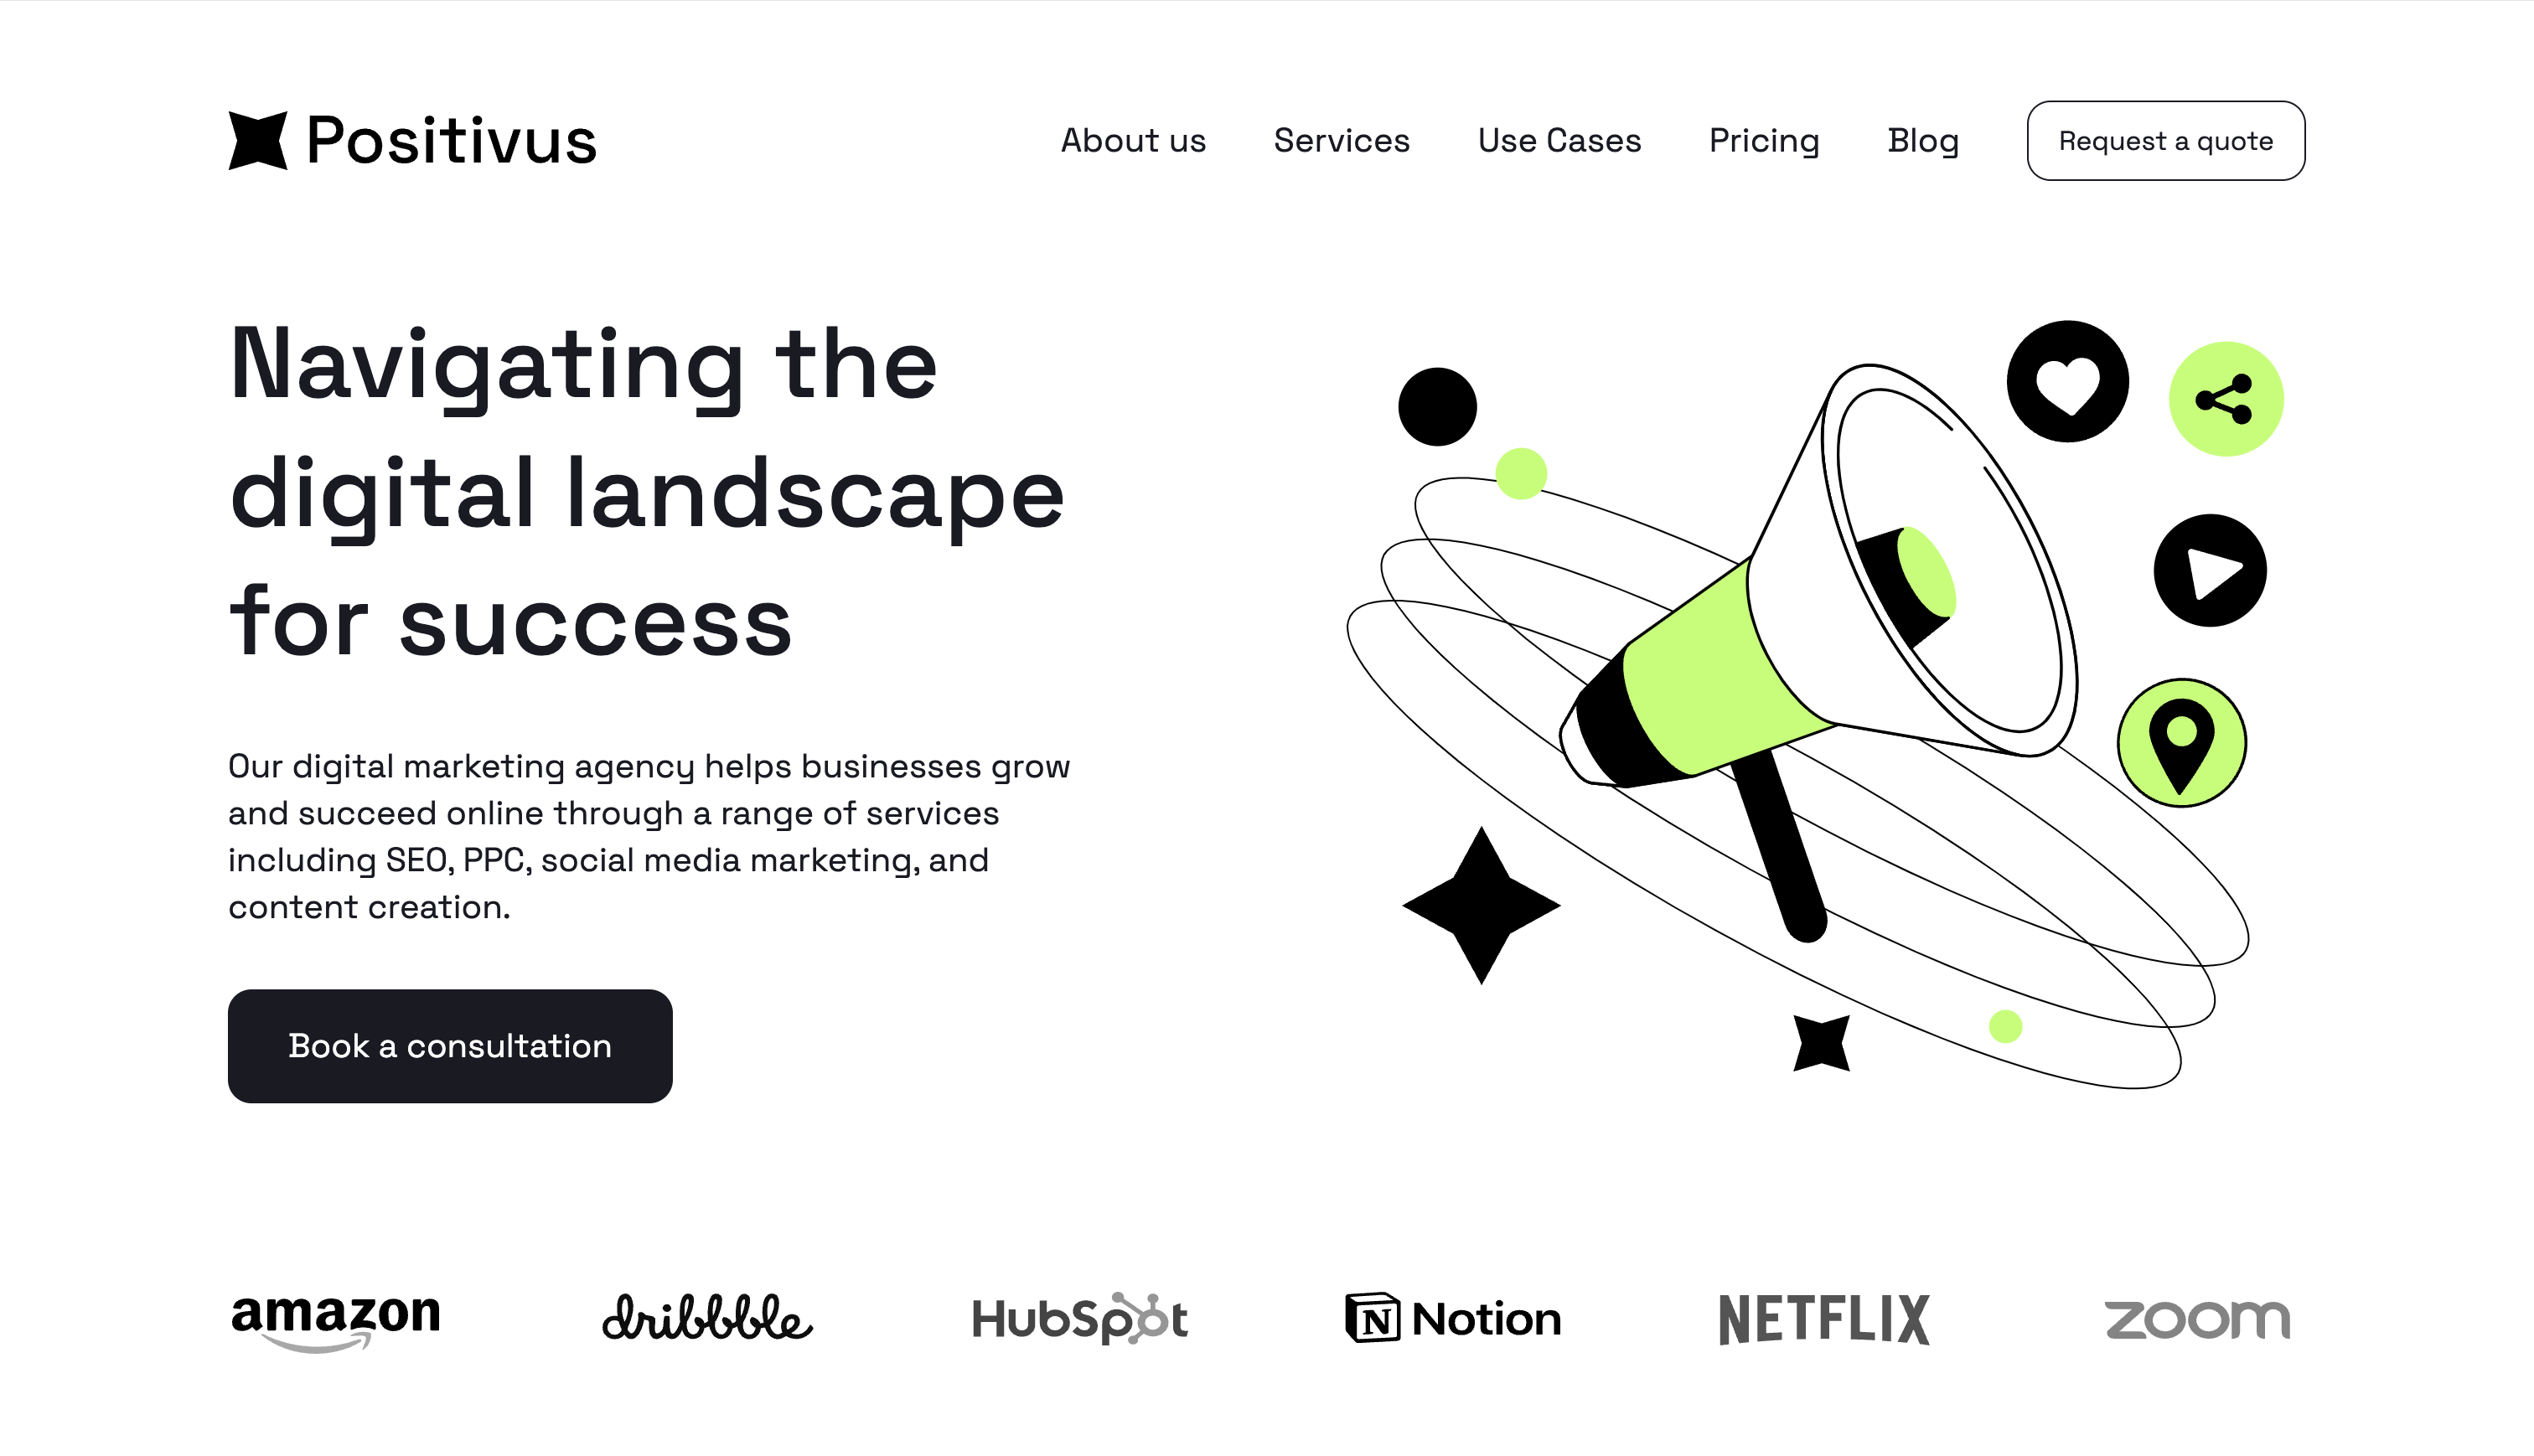 Positivus
About us Services Use Cases Pricing Blog Request a quote
Navigating the
digital landscape
for success
Our digital marketing agency helps businesses grow
and succeed online through a range of services
including SEO, PPC, social media marketing, and
content creation.
Book a consultation
amazon dribbble HubSpot N Notion NETFLIX zoom